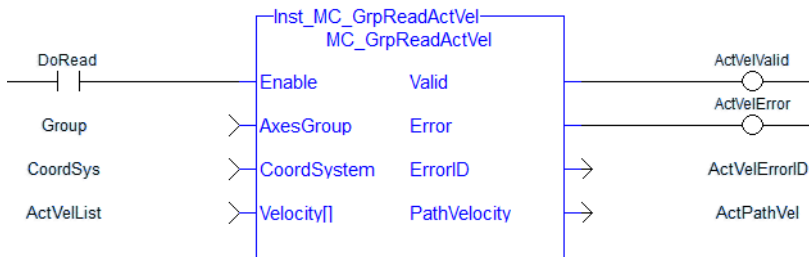 Inst_MC_GrpReadActVel
MC_GrpReadActVel
DoRead Enable Valid ActVelValid
Group AxesGroup Error ActVelError
CoordSys CoordSystem ErrorID ActVelErrorID
ActVelList Velocity[] PathVelocity ActPathVel